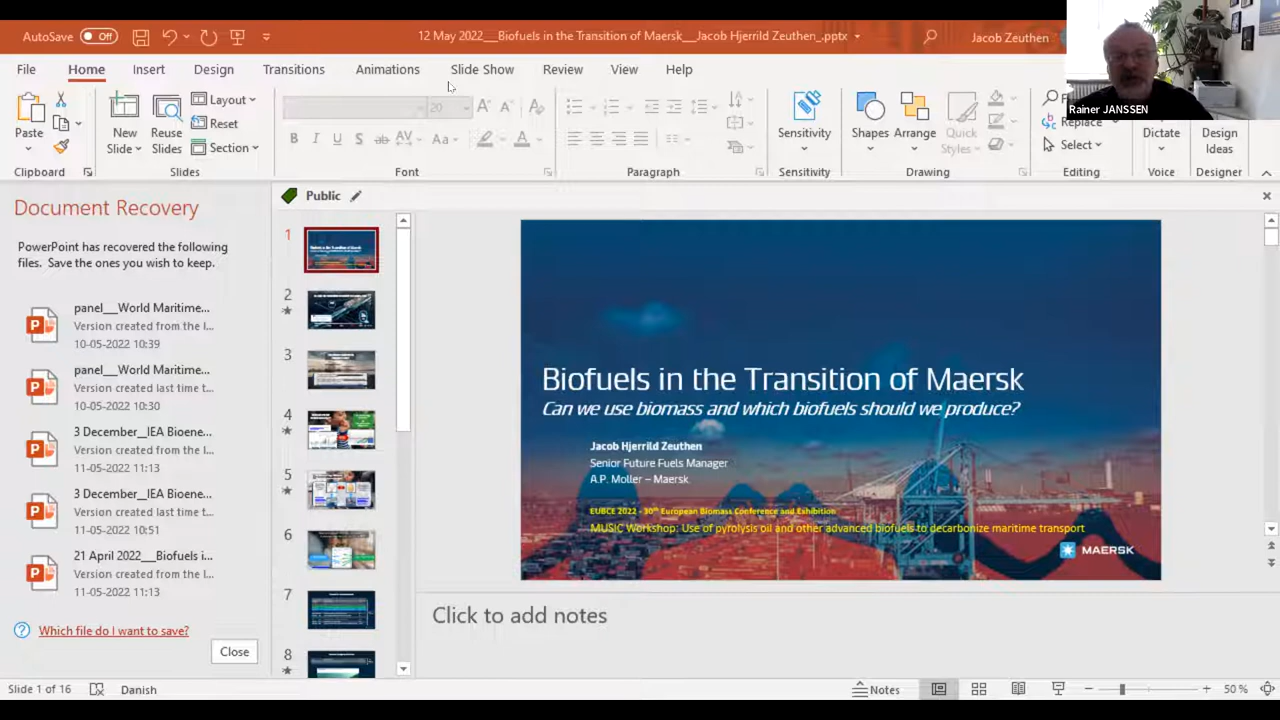 AutoSave Off
12 May 2022__Biofuels in the Transition of Maersk__Jacob Hjerrild Zeuthen_.pptx
Jacob Zeuthen
Rainer JANSSEN
File Home Insert Design Transitions Animations Slide Show Review View Help
Paste
New Slide
Reuse Slides
Layout
Reset
Section
20
Sensitivity
Shapes
Arrange
Quick Styles
Replace
Select
Dictate
Design Ideas
Clipboard Slides Font Paragraph Sensitivity Drawing Editing Voice Designer
Document Recovery
PowerPoint has recovered the following
files. Save the ones you wish to keep.
panel__World Maritime...
Version created from the l...
10-05-2022 10:39
panel__World Maritime...
Version created last time t...
10-05-2022 10:30
3 December__IEA Bioene...
Version created from the l...
11-05-2022 11:13
3 December__IEA Bioene...
Version created last time t...
11-05-2022 10:51
21 April 2022__Biofuels i...
Version created from the l...
11-05-2022 11:13
Which file do I want to save?
Close
Public
1
2
3
4
5
6
7
8
Biofuels in the Transition of Maersk
Can we use biomass and which biofuels should we produce?
Jacob Hjerrild Zeuthen
Senior Future Fuels Manager
A.P. Moller – Maersk
EUBCE 2022 - 30th European Biomass Conference and Exhibition
MUSIC Workshop: Use of pyrolysis oil and other advanced biofuels to decarbonize maritime transport
MAERSK
Click to add notes
Slide 1 of 16 Danish Notes 50 %